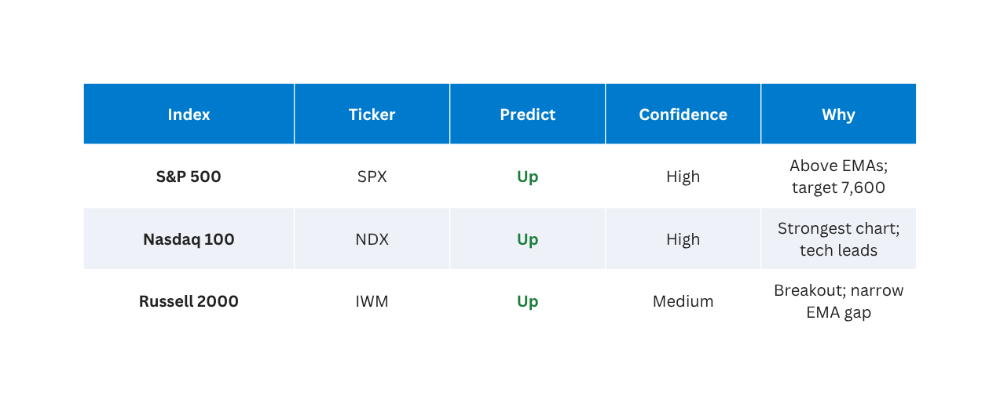 Index Ticker Predict Confidence Why
S&P 500 SPX Up High Above EMAs;
target 7,600
Nasdaq 100 NDX Up High Strongest chart;
tech leads
Russell 2000 IWM Up Medium Breakout; narrow
EMA gap